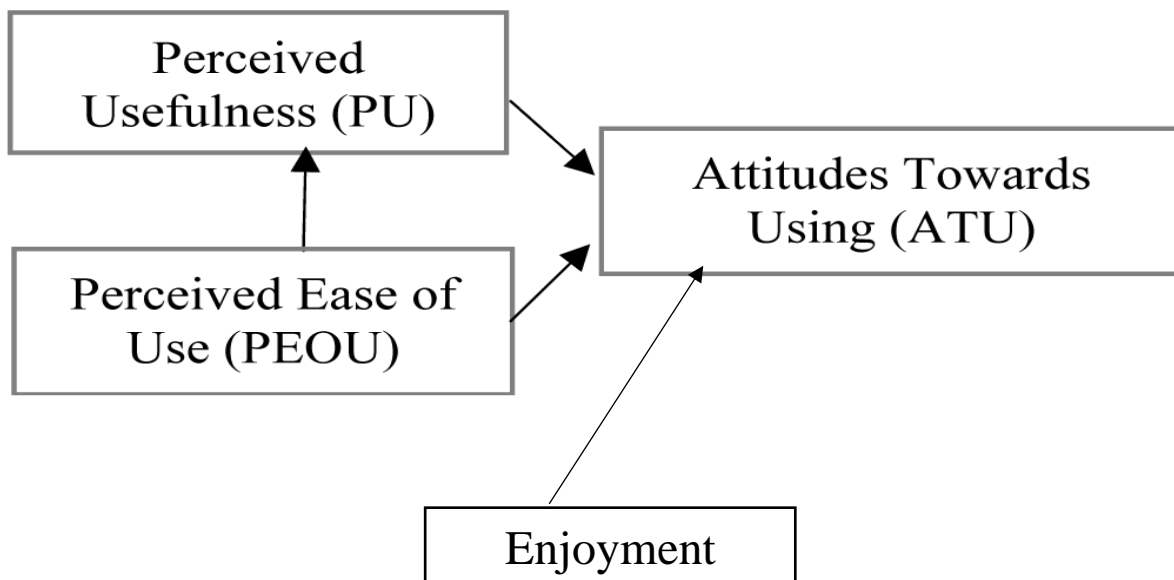 Perceived
Usefulness (PU)
Attitudes Towards
Using (ATU)
Perceived Ease of
Use (PEOU)
Enjoyment